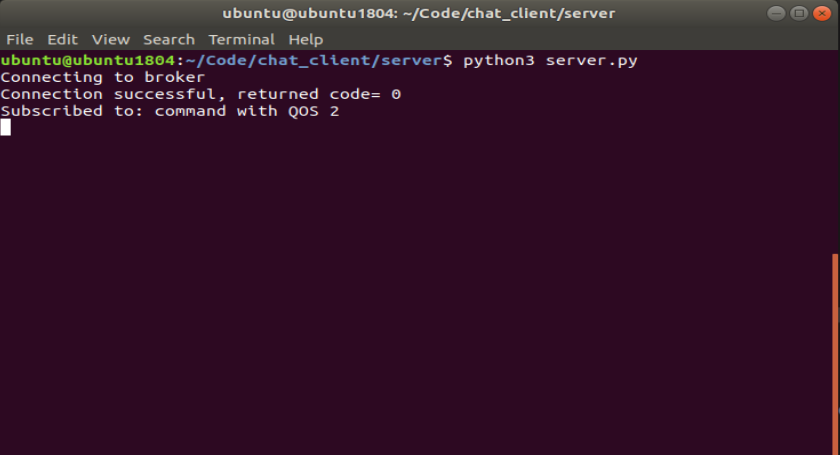 ubuntu@ubuntu1804: ~/Code/chat_client/server
File Edit View Search Terminal Help
ubuntu@ubuntu1804:~/Code/chat_client/server$ python3 server.py
Connecting to broker
Connection successful, returned code= 0
Subscribed to: command with QOS 2